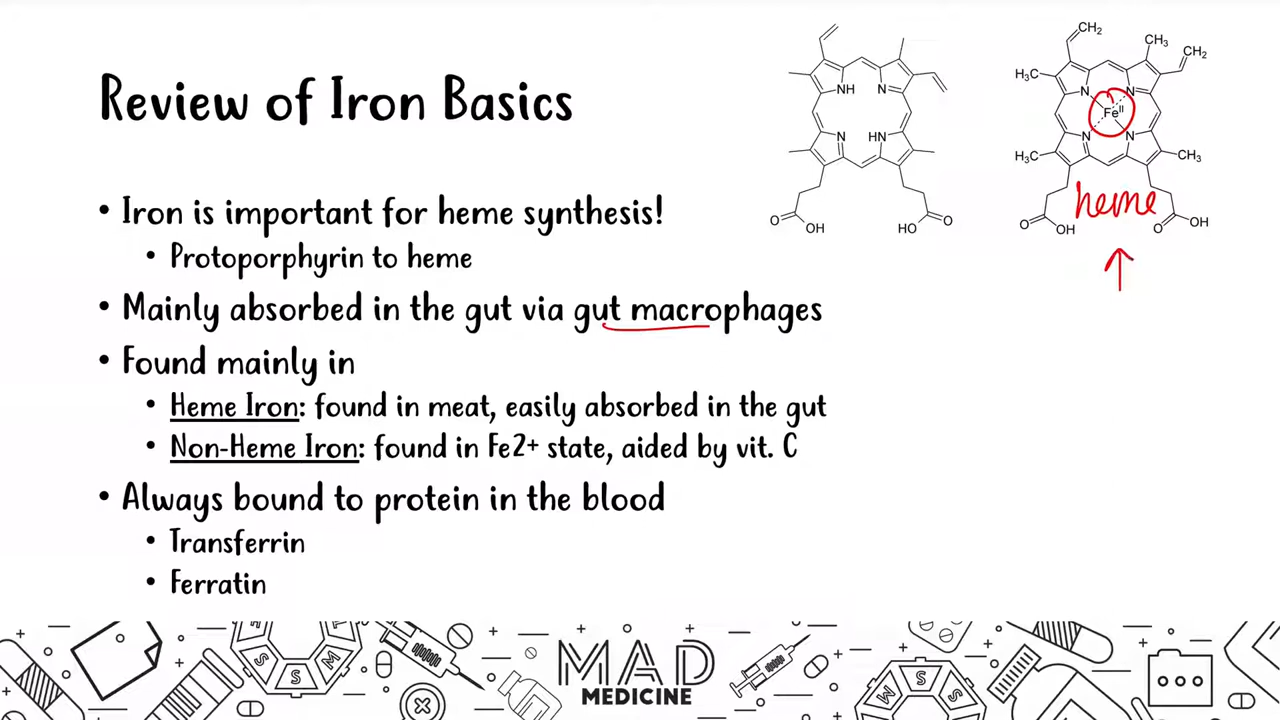 Review of Iron Basics
• Iron is important for heme synthesis!
• Protoporphyrin to heme
• Mainly absorbed in the gut via gut macrophages
• Found mainly in
• Heme Iron: found in meat, easily absorbed in the gut
• Non-Heme Iron: found in Fe2+ state, aided by vit. C
• Always bound to protein in the blood
• Transferrin
• Ferratin
NH N
N HN
O OH HO O
CH₂
CH₃
CH₂
H₃C
N N
Feᴵᴵ
N N
H₃C CH₃
heme
O OH O OH
MAD
MEDICINE
S S M
M S S